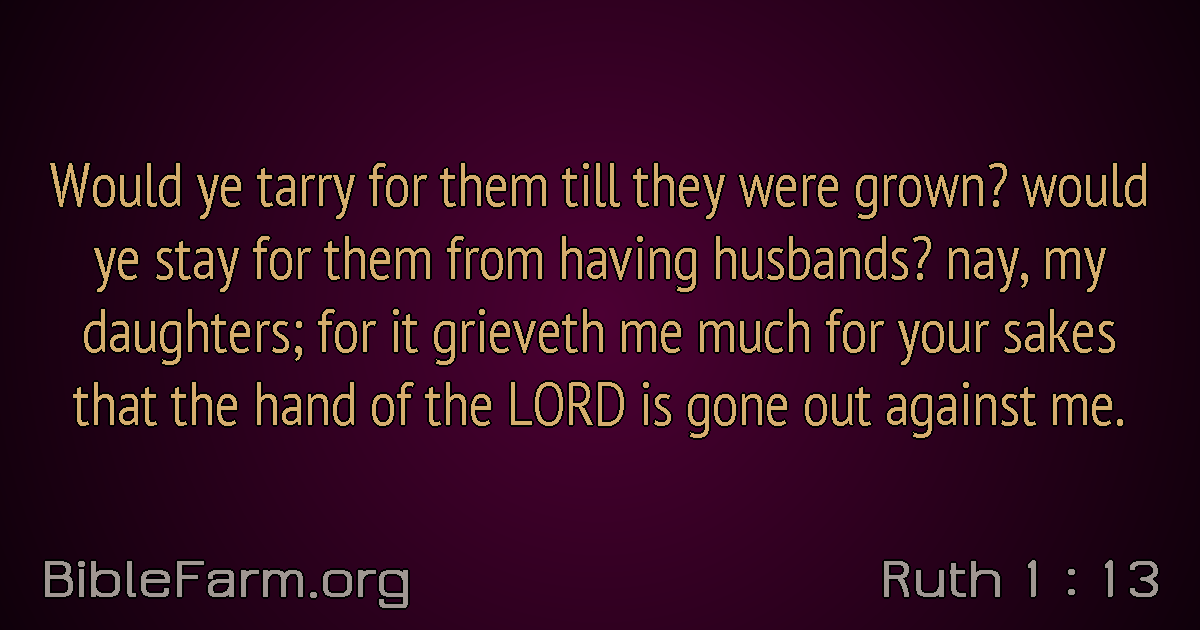 Would ye tarry for them till they were grown? would
ye stay for them from having husbands? nay, my
daughters; for it grieveth me much for your sakes
that the hand of the LORD is gone out against me.
BibleFarm.org
Ruth 1 : 13